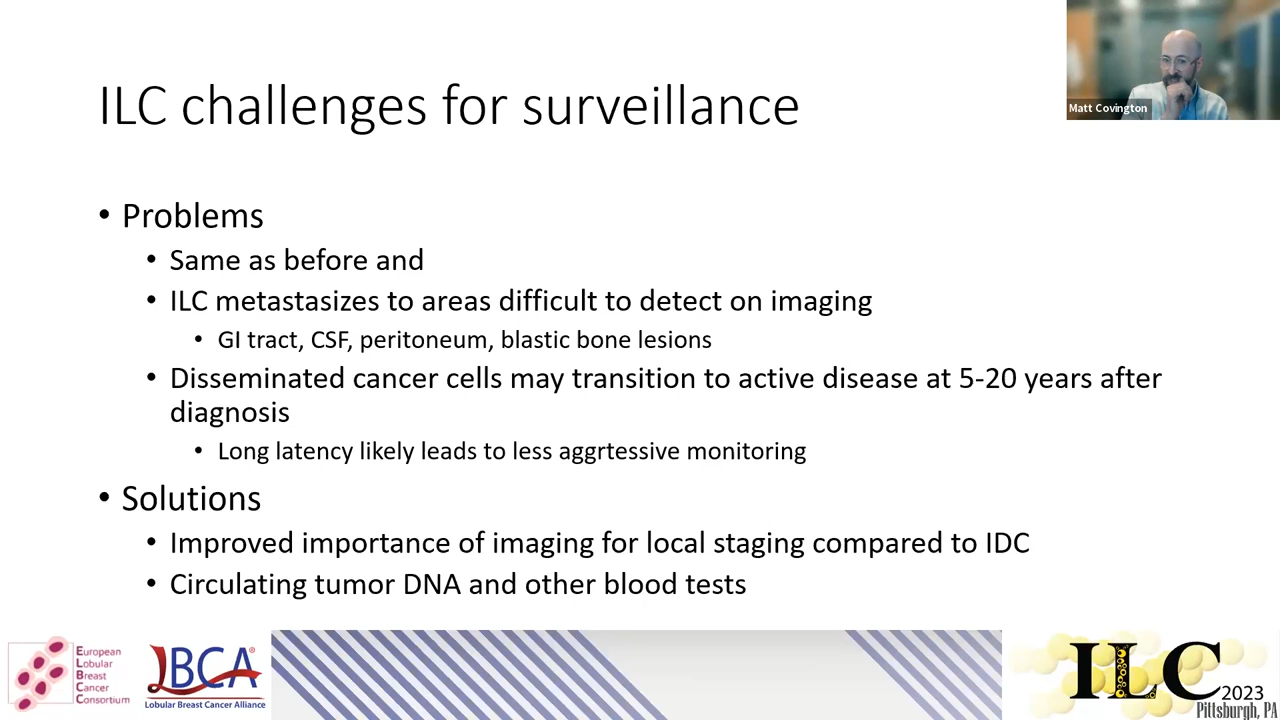 ILC challenges for surveillance
Matt Covington
• Problems
• Same as before and
• ILC metastasizes to areas difficult to detect on imaging
• GI tract, CSF, peritoneum, blastic bone lesions
• Disseminated cancer cells may transition to active disease at 5-20 years after
diagnosis
• Long latency likely leads to less aggrtessive monitoring
• Solutions
• Improved importance of imaging for local staging compared to IDC
• Circulating tumor DNA and other blood tests
European
Lobular
Breast
Cancer
Consortium
LBCA®
Lobular Breast Cancer Alliance
ILC
2023
Pittsburgh, PA